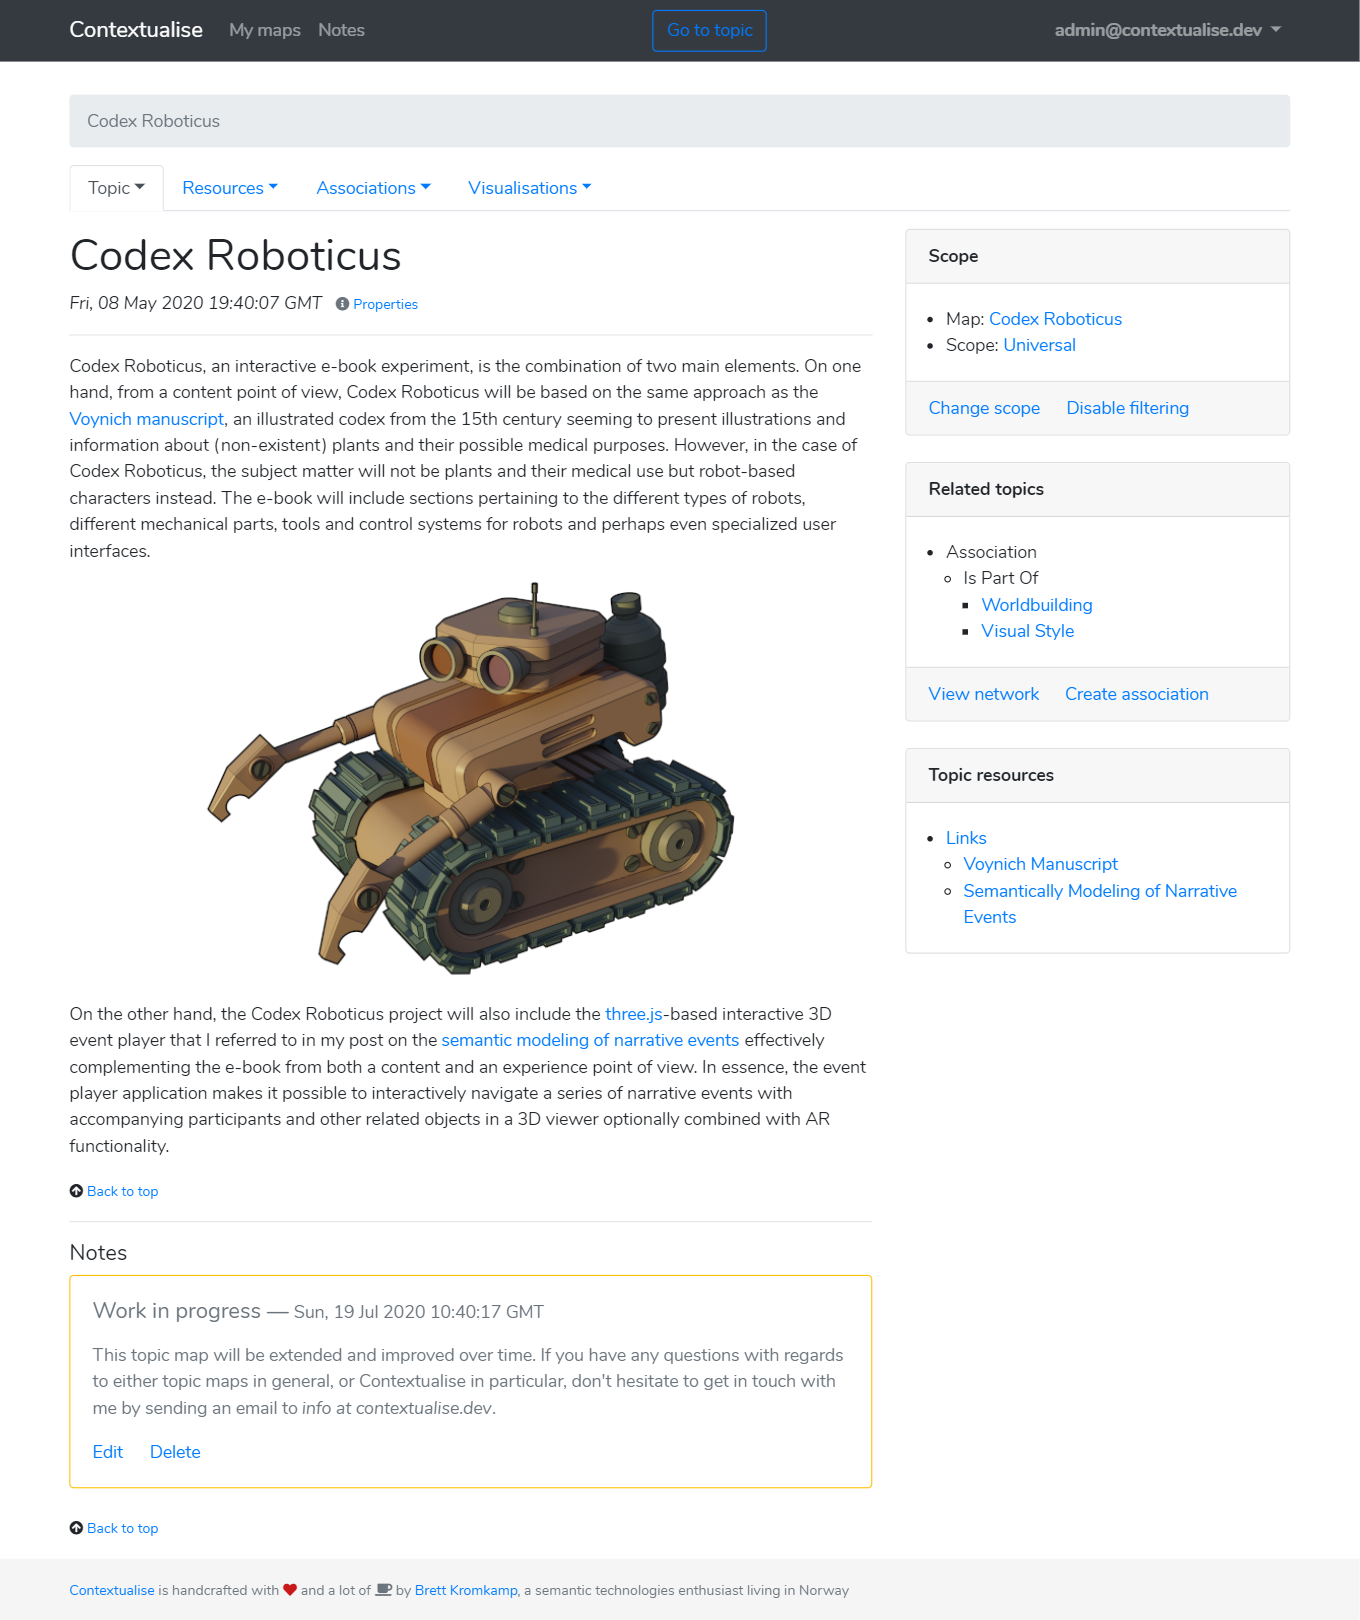 Contextualise My maps Notes Go to topic admin@contextualise.dev
Codex Roboticus
Topic Resources Associations Visualisations
Codex Roboticus
Fri, 08 May 2020 19:40:07 GMT Properties
Codex Roboticus, an interactive e-book experiment, is the combination of two main elements. On one
hand, from a content point of view, Codex Roboticus will be based on the same approach as the
Voynich manuscript, an illustrated codex from the 15th century seeming to present illustrations and
information about (non-existent) plants and their possible medical purposes. However, in the case of
Codex Roboticus, the subject matter will not be plants and their medical use but robot-based
characters instead. The e-book will include sections pertaining to the different types of robots,
different mechanical parts, tools and control systems for robots and perhaps even specialized user
interfaces.
On the other hand, the Codex Roboticus project will also include the three.js-based interactive 3D
event player that I referred to in my post on the semantic modeling of narrative events effectively
complementing the e-book from both a content and an experience point of view. In essence, the event
player application makes it possible to interactively navigate a series of narrative events with
accompanying participants and other related objects in a 3D viewer optionally combined with AR
functionality.
Back to top
Notes
Work in progress — Sun, 19 Jul 2020 10:40:17 GMT
This topic map will be extended and improved over time. If you have any questions with regards
to either topic maps in general, or Contextualise in particular, don't hesitate to get in touch with
me by sending an email to info at contextualise.dev.
Edit Delete
Back to top
Scope
Map: Codex Roboticus
Scope: Universal
Change scope Disable filtering
Related topics
Association
Is Part Of
Worldbuilding
Visual Style
View network Create association
Topic resources
Links
Voynich Manuscript
Semantically Modeling of Narrative
Events
Contextualise is handcrafted with and a lot of by Brett Kromkamp, a semantic technologies enthusiast living in Norway